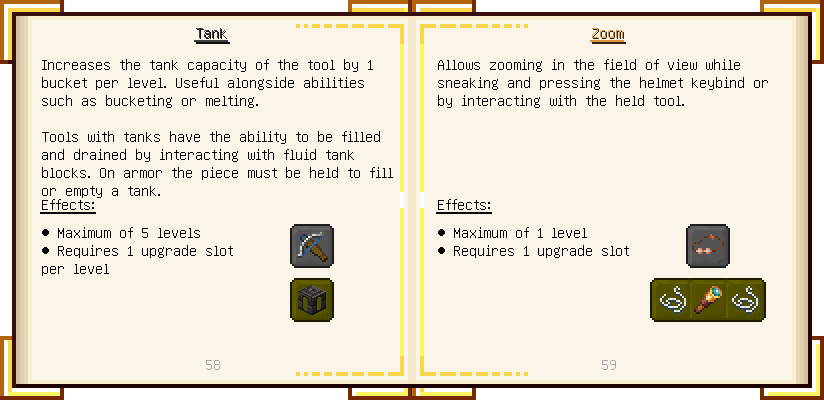 Tank
Increases the tank capacity of the tool by 1
bucket per level. Useful alongside abilities
such as bucketing or melting.
Tools with tanks have the ability to be filled
and drained by interacting with fluid tank
blocks. On armor the piece must be held to fill
or empty a tank.
Effects:
• Maximum of 5 levels
• Requires 1 upgrade slot
per level
58
Zoom
Allows zooming in the field of view while
sneaking and pressing the helmet keybind or
by interacting with the held tool.
Effects:
• Maximum of 1 level
• Requires 1 upgrade slot
59